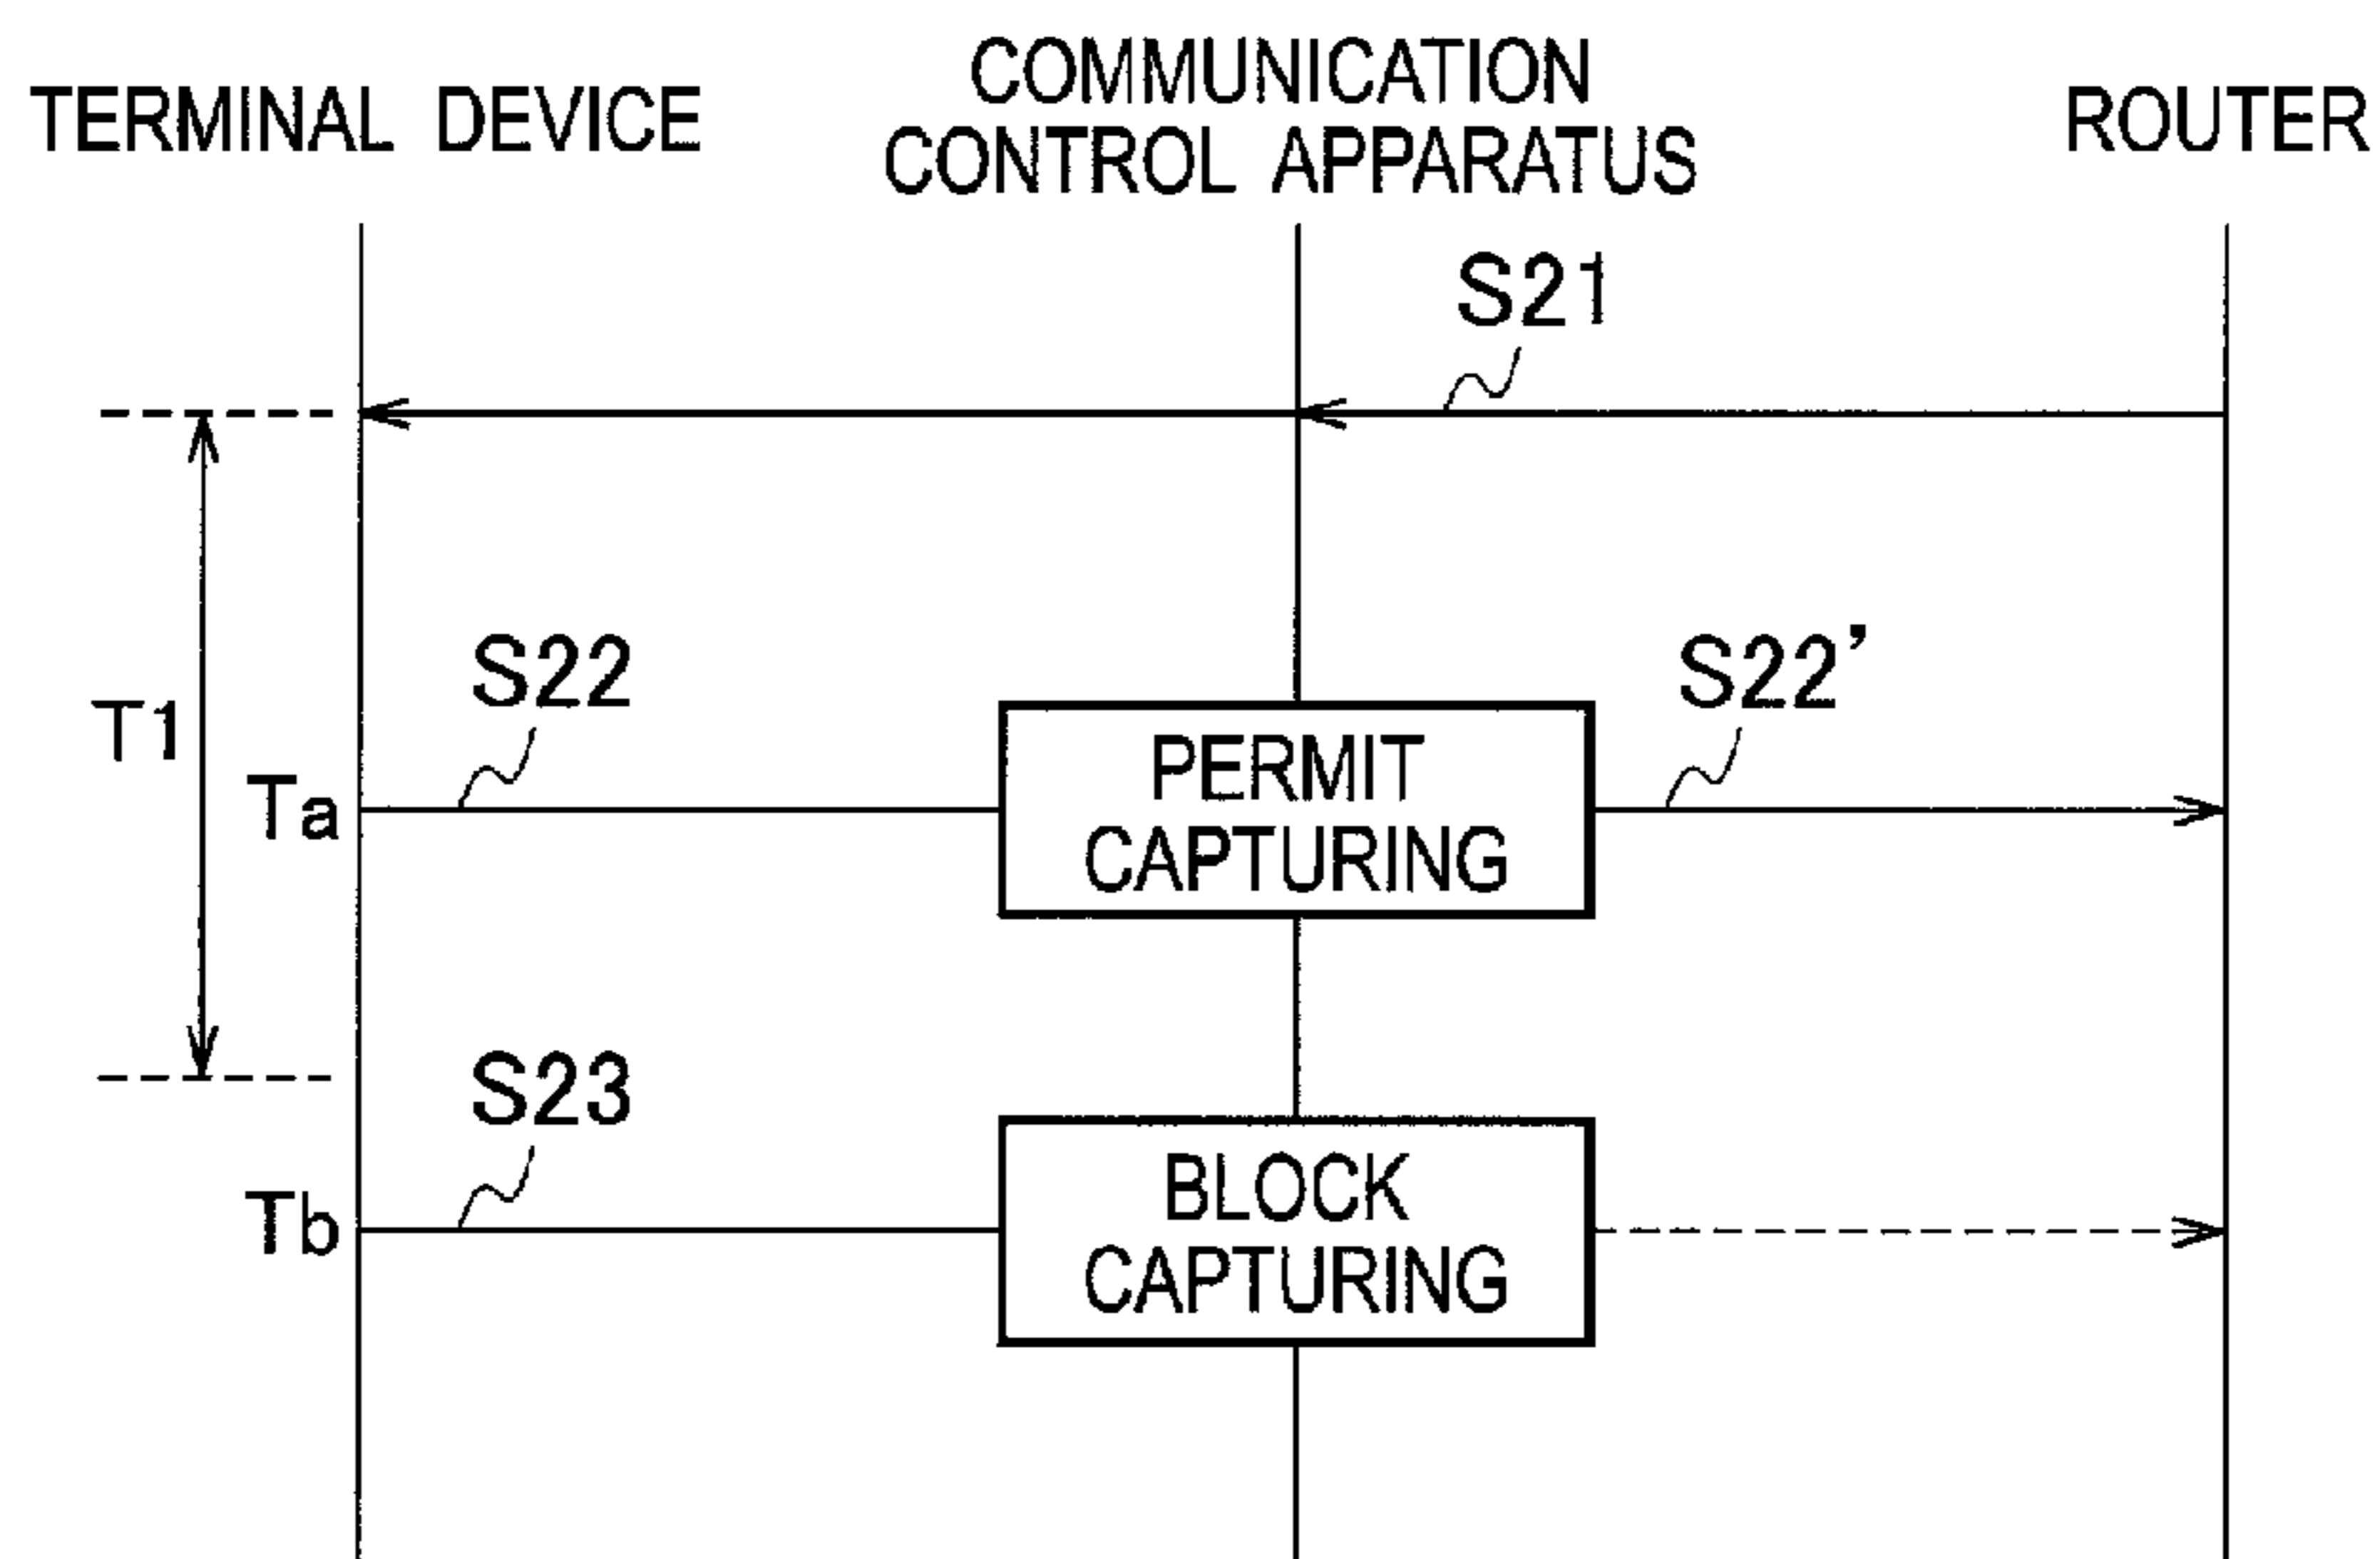 TERMINAL DEVICE
COMMUNICATION
CONTROL APPARATUS
ROUTER
S21
S22
S22’
T1
PERMIT
CAPTURING
Ta
S23
BLOCK
CAPTURING
Tb